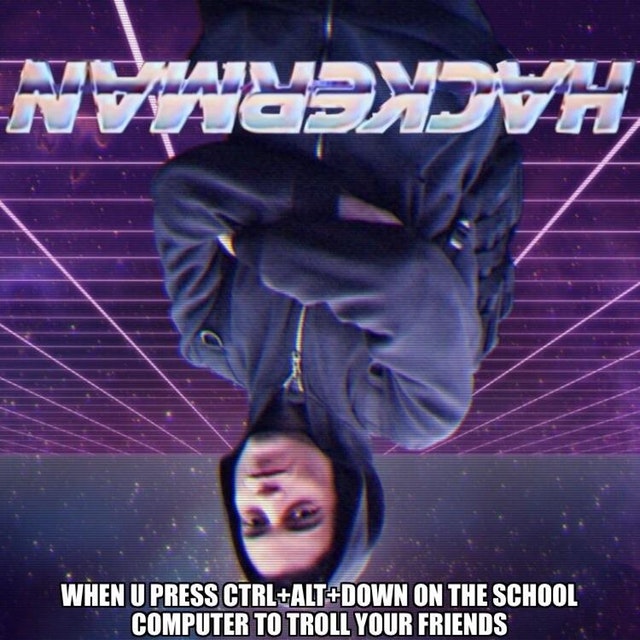 HACKERMAN
WHEN U PRESS CTRL+ALT+DOWN ON THE SCHOOL
COMPUTER TO TROLL YOUR FRIENDS